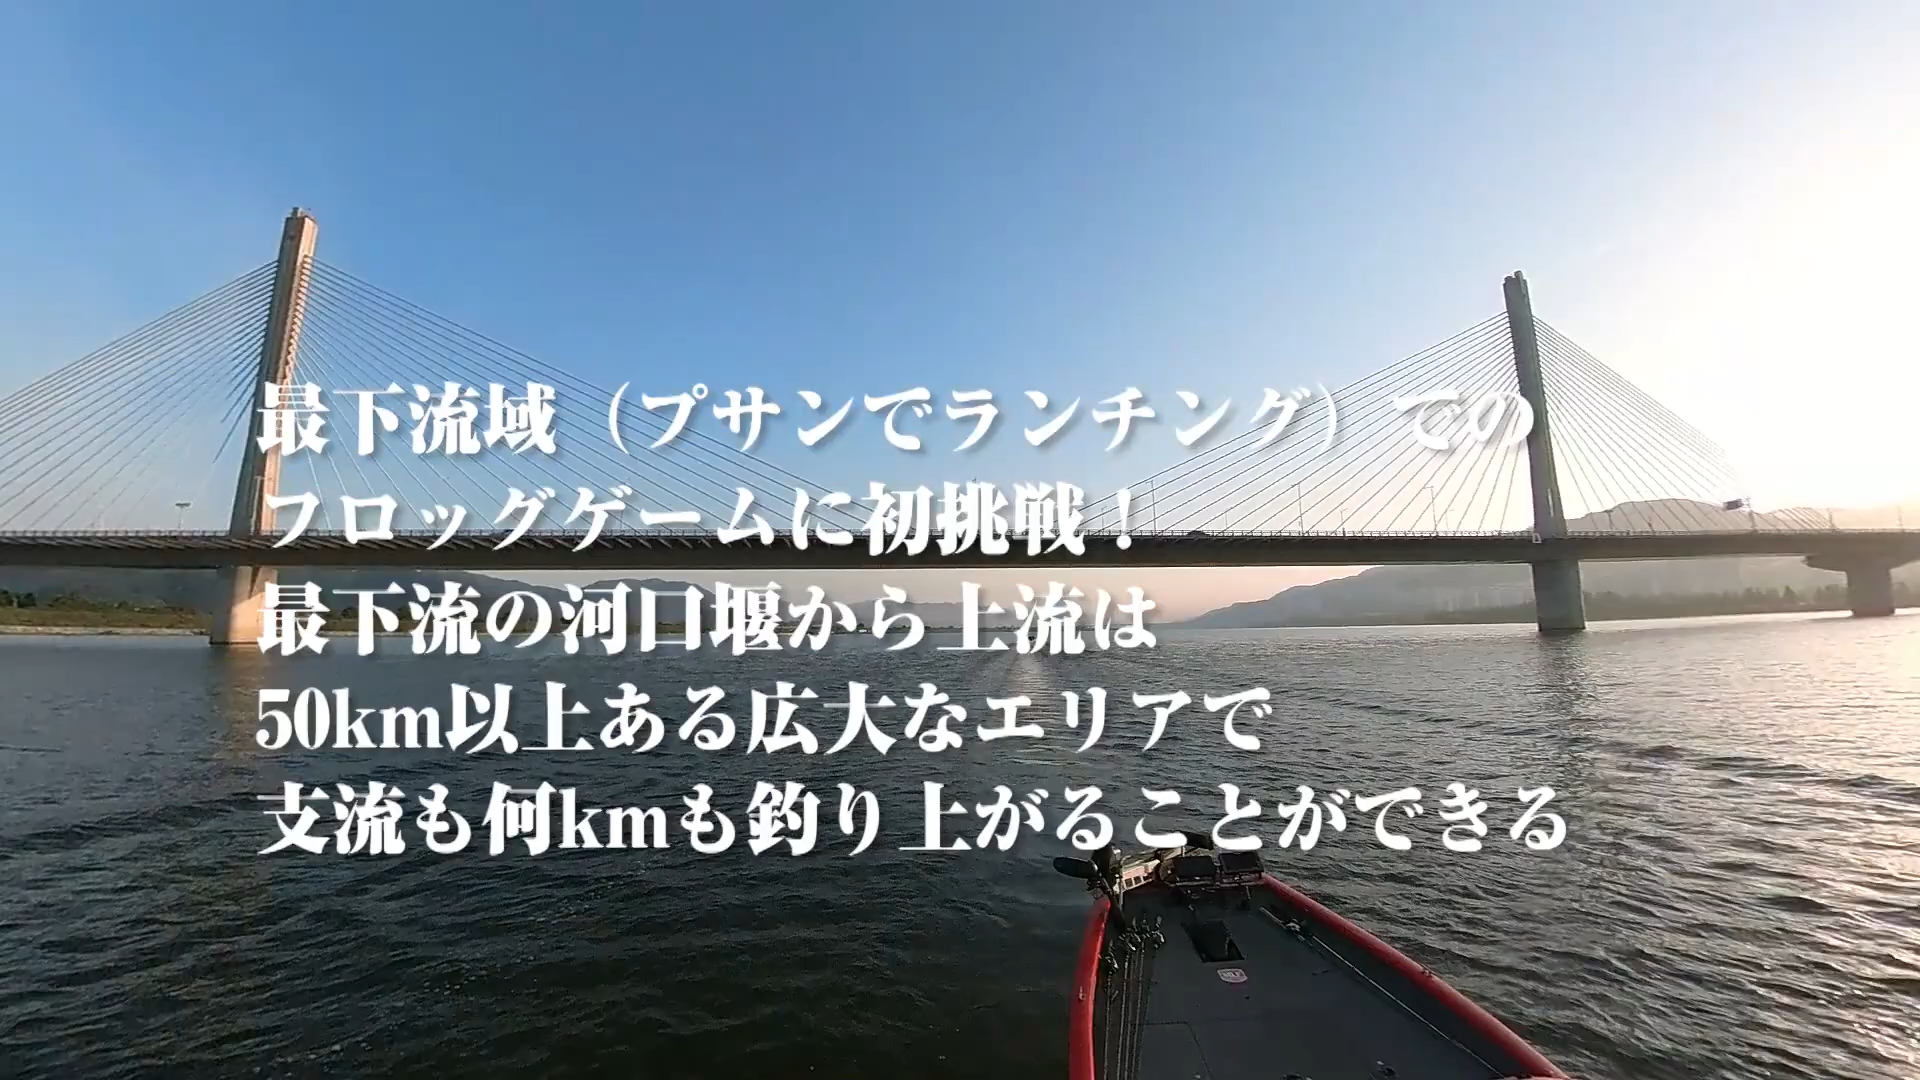 最下流域（プサンでランチング）での
フロッグゲームに初挑戦！
最下流の河口堰から上流は
50km以上ある広大なエリアで
支流も何kmも釣り上がることができる